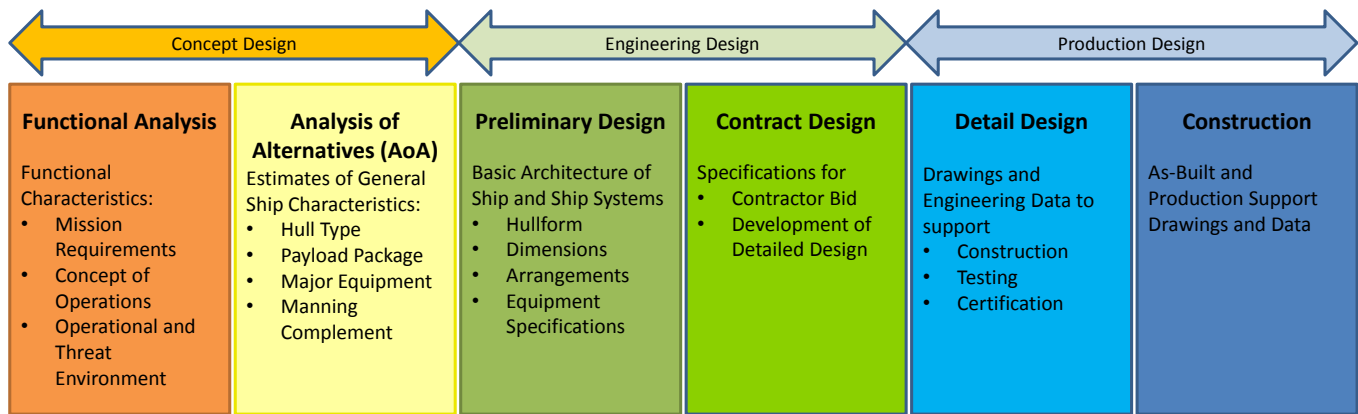 Concept Design
Engineering Design
Production Design
Functional Analysis
Functional
Characteristics:
• Mission
Requirements
• Concept of
Operations
• Operational and
Threat
Environment
Analysis of
Alternatives (AoA)
Estimates of General
Ship Characteristics:
• Hull Type
• Payload Package
• Major Equipment
• Manning
Complement
Preliminary Design
Basic Architecture of
Ship and Ship Systems
• Hullform
• Dimensions
• Arrangements
• Equipment
Specifications
Contract Design
Specifications for
• Contractor Bid
• Development of
Detailed Design
Detail Design
Drawings and
Engineering Data to
support
• Construction
• Testing
• Certification
Construction
As-Built and
Production Support
Drawings and Data